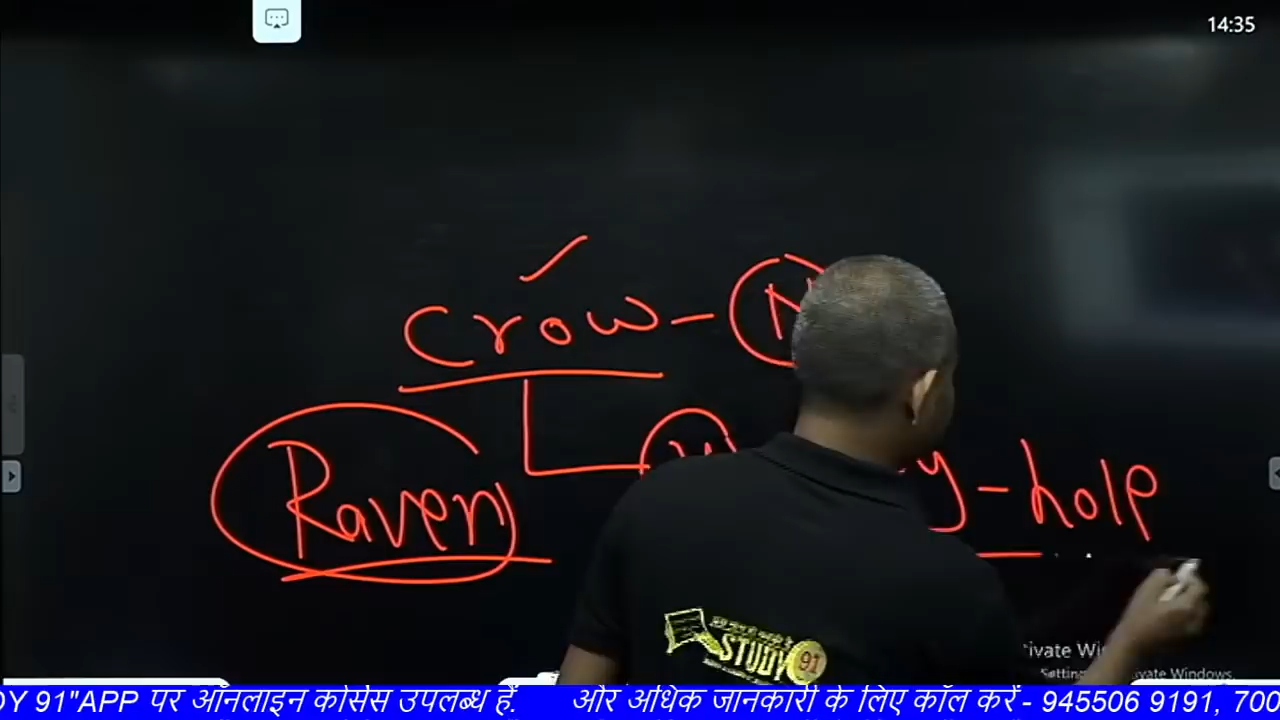 14:35
Crow - N
Raven
y - hole
STUDY 91
DY 91"APP पर ऑनलाइन कोर्सेस उपलब्ध हैं. और अधिक जानकारी के लिए कॉल करें - 945506 9191, 700